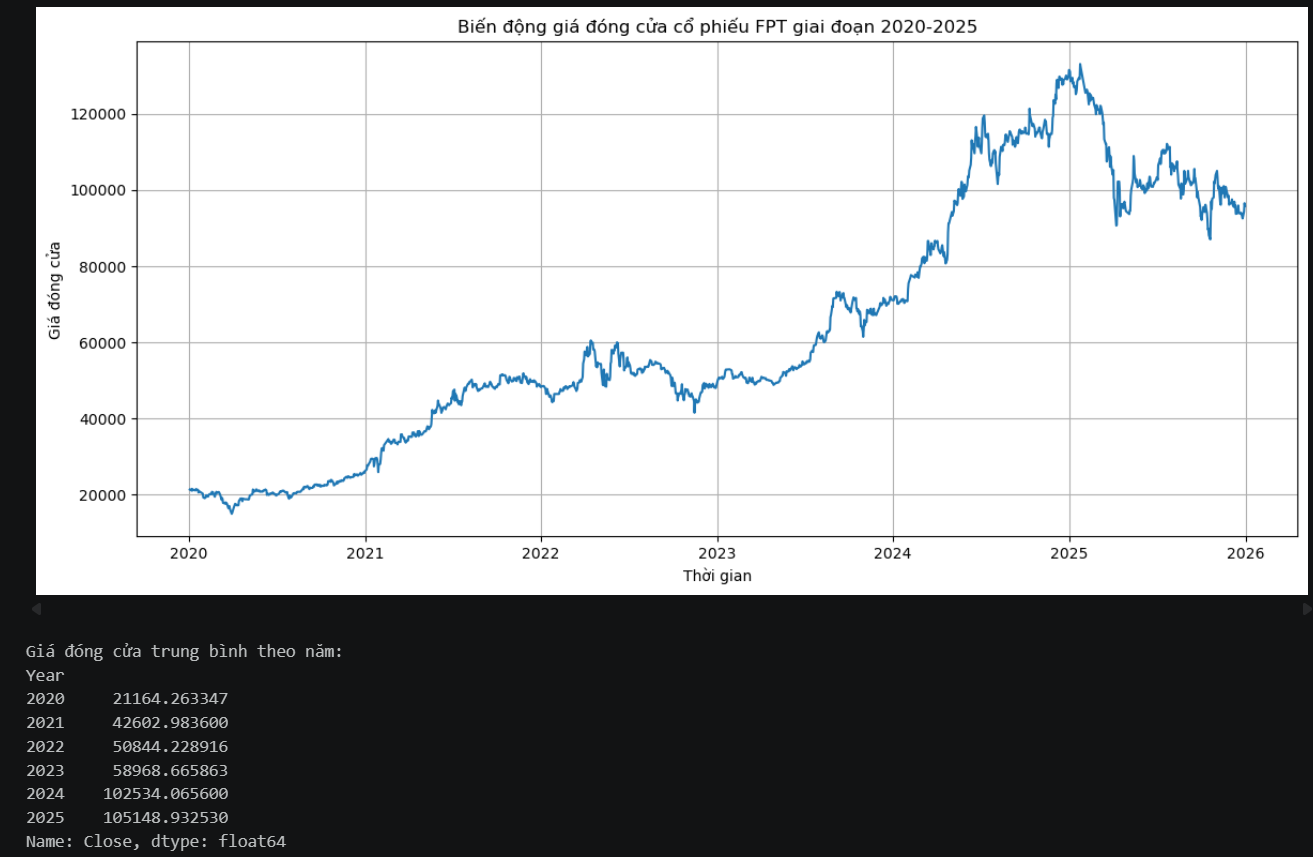 Biến động giá đóng cửa cổ phiếu FPT giai đoạn 2020-2025
Giá đóng cửa
120000
100000
80000
60000
40000
20000
2020 2021 2022 2023 2024 2025 2026
Thời gian
Giá đóng cửa trung bình theo năm:
Year
2020 21164.263347
2021 42602.983600
2022 50844.228916
2023 58968.665863
2024 102534.065600
2025 105148.932530
Name: Close, dtype: float64